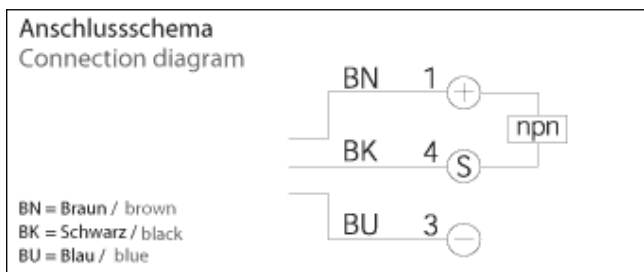 Anschlussschema
Connection diagram
BN 1 +
npn
BK 4 S
BU 3 −
BN = Braun / brown
BK = Schwarz / black
BU = Blau / blue